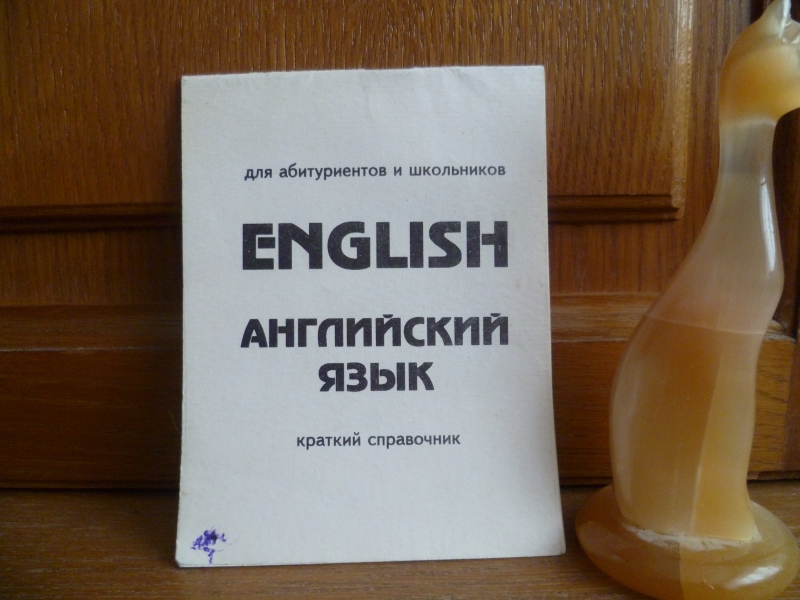 для абитуриентов и школьников
ENGLISH
АНГЛИЙСКИЙ
ЯЗЫК
краткий справочник